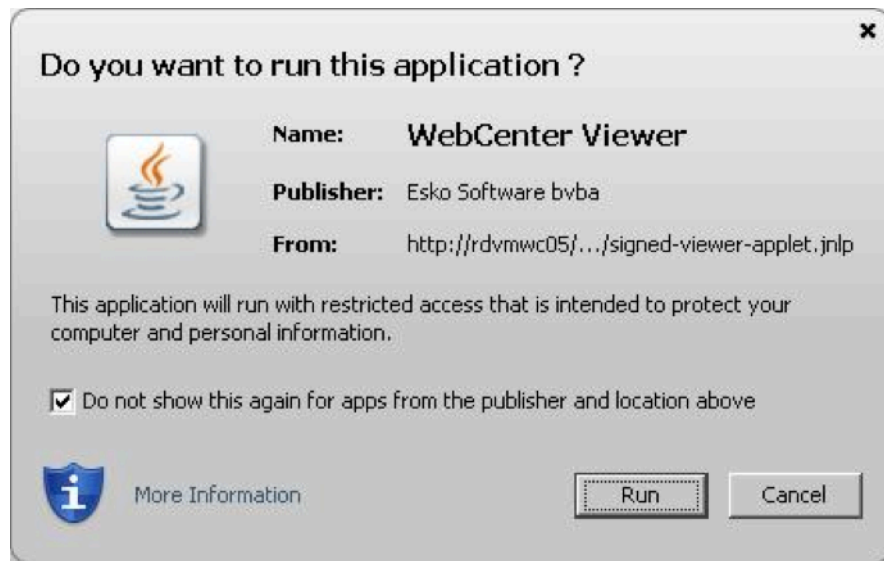 Do you want to run this application ?
Name: WebCenter Viewer
Publisher: Esko Software bvba
From: http://rdvmwc05/.../signed-viewer-applet.jnlp
This application will run with restricted access that is intended to protect your
computer and personal information.
Do not show this again for apps from the publisher and location above
More Information
Run
Cancel